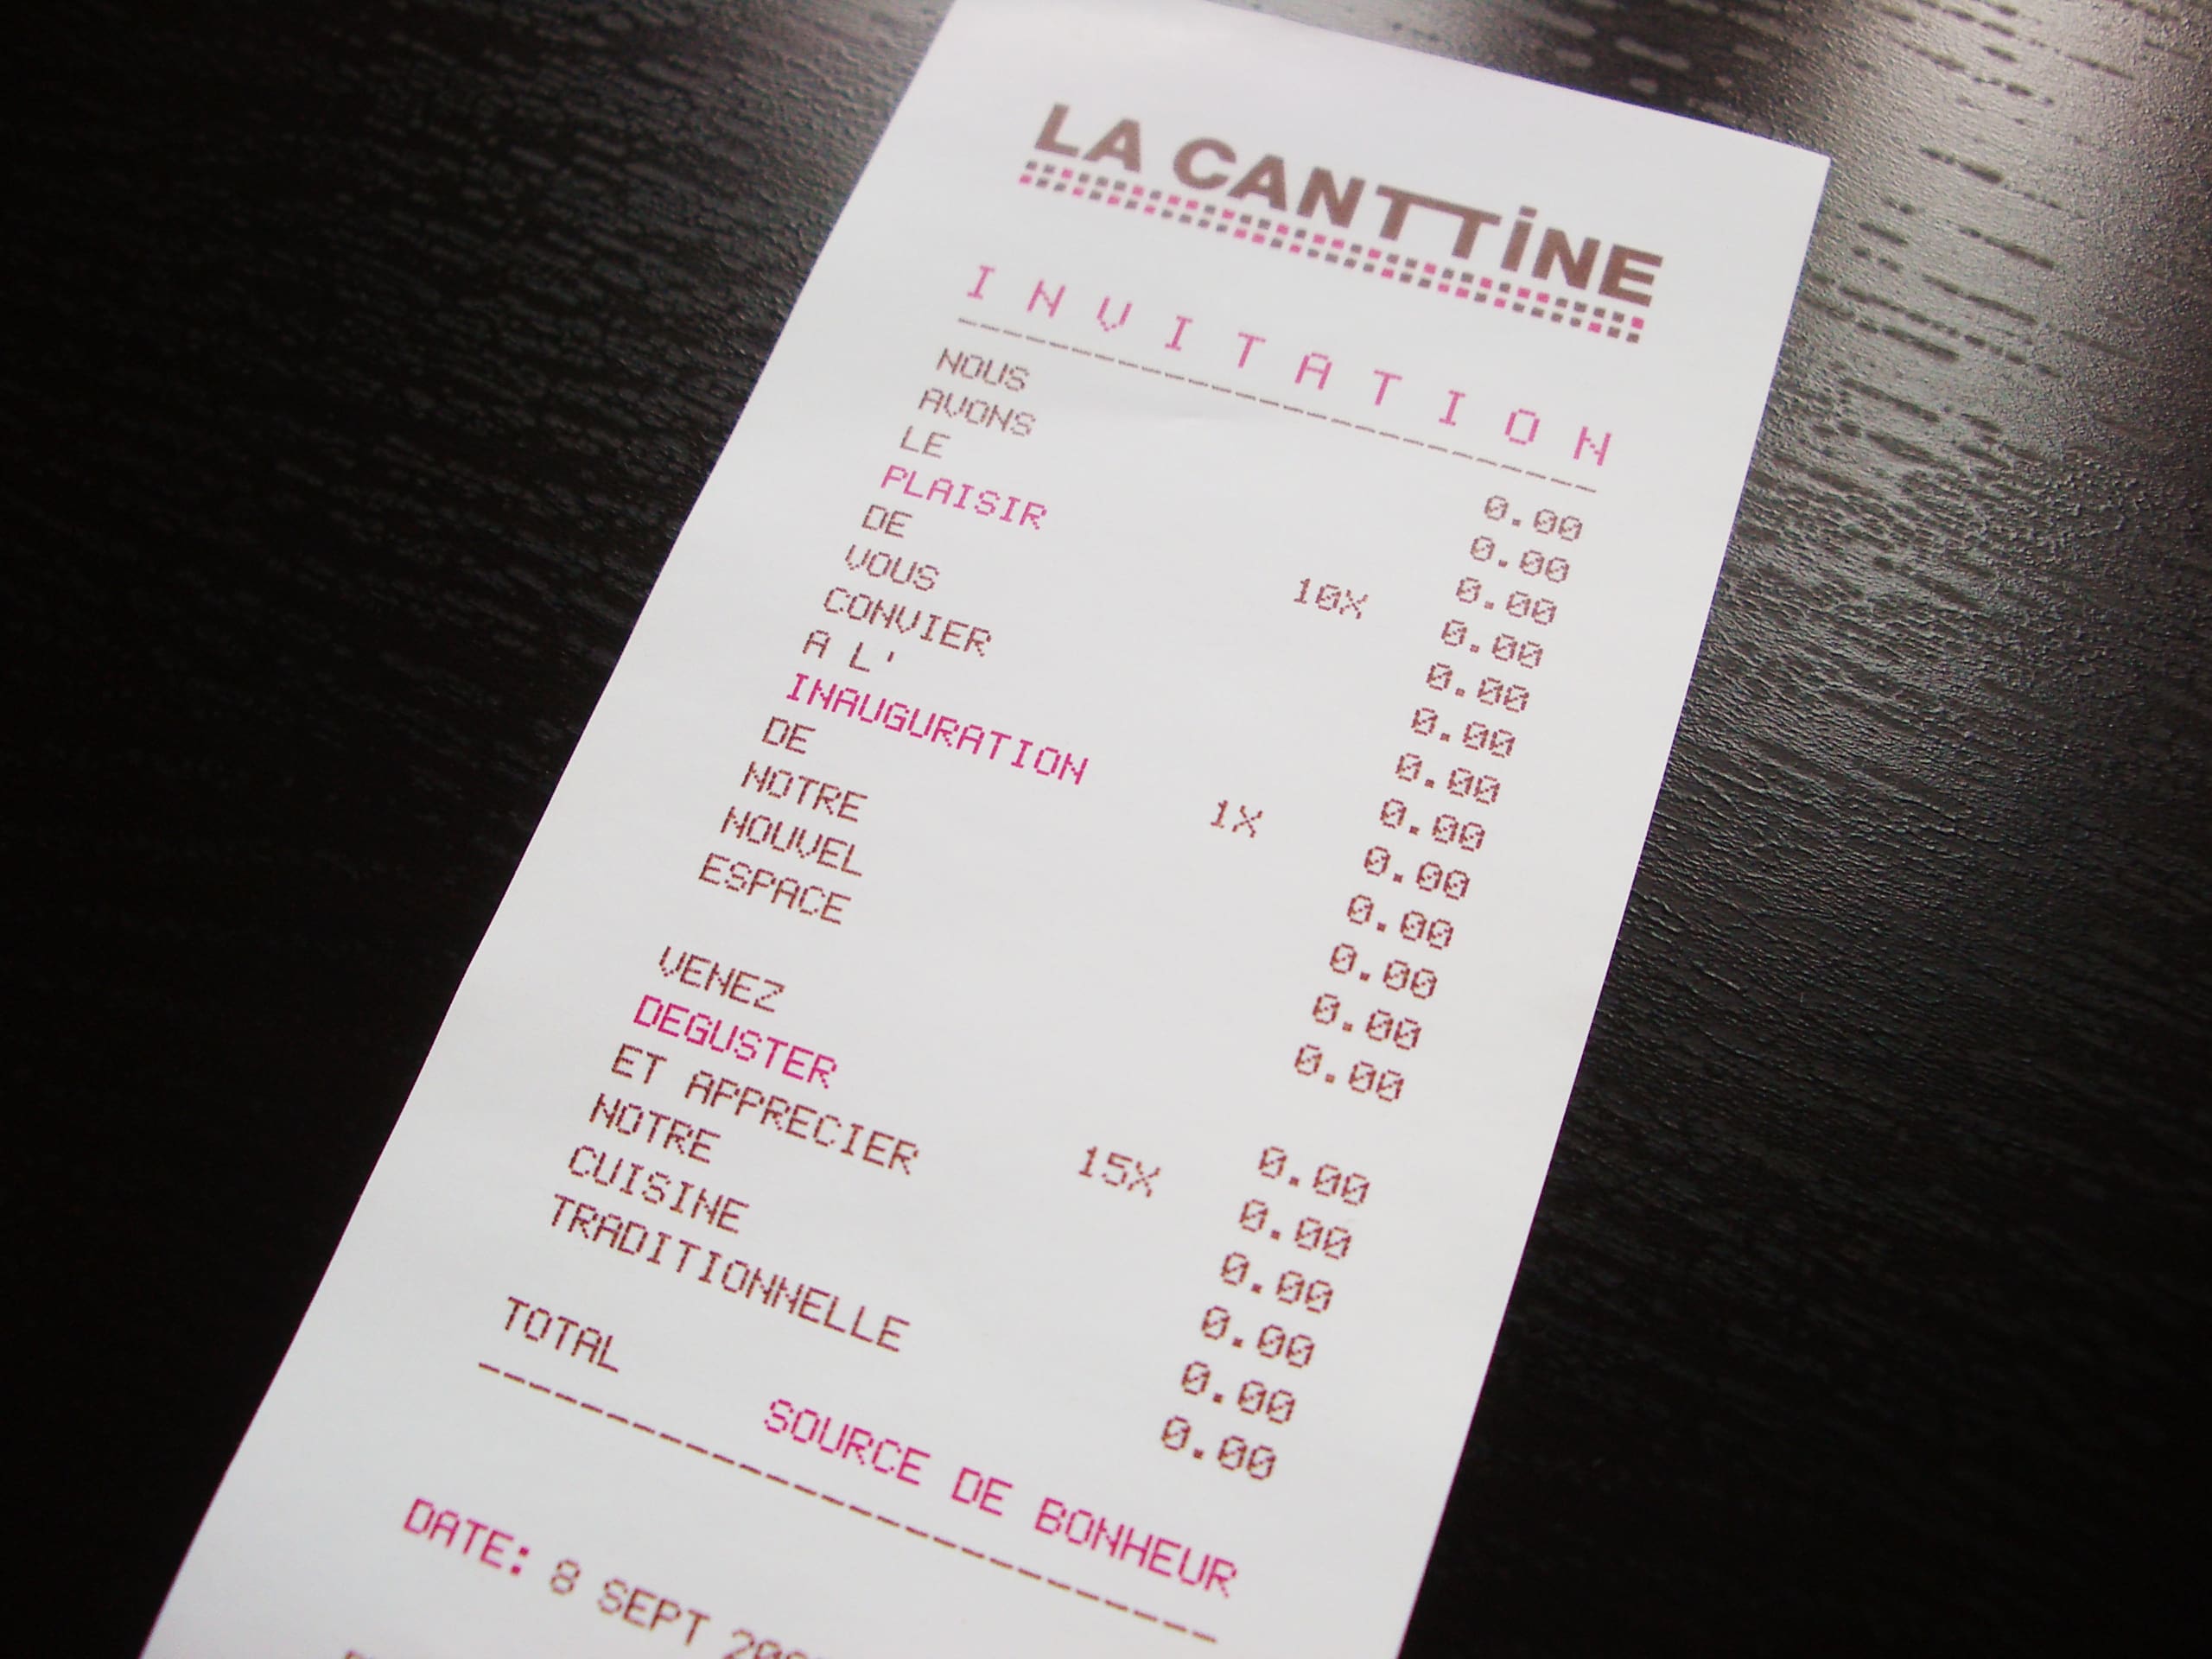 LA CANTTINE
INVITATION
NOUS 0.00
AVONS 0.00
LE 0.00
PLAISIR 10X 0.00
DE 0.00
VOUS 0.00
CONVIER 0.00
A L' 0.00
INAUGURATION 1X 0.00
DE 0.00
NOTRE 0.00
NOUVEL 0.00
ESPACE 0.00
VENEZ 0.00
DEGUSTER 15X 0.00
ET APPRECIER 0.00
NOTRE 0.00
CUISINE 0.00
TRADITIONNELLE 0.00
TOTAL SOURCE DE BONHEUR
DATE: 8 SEPT